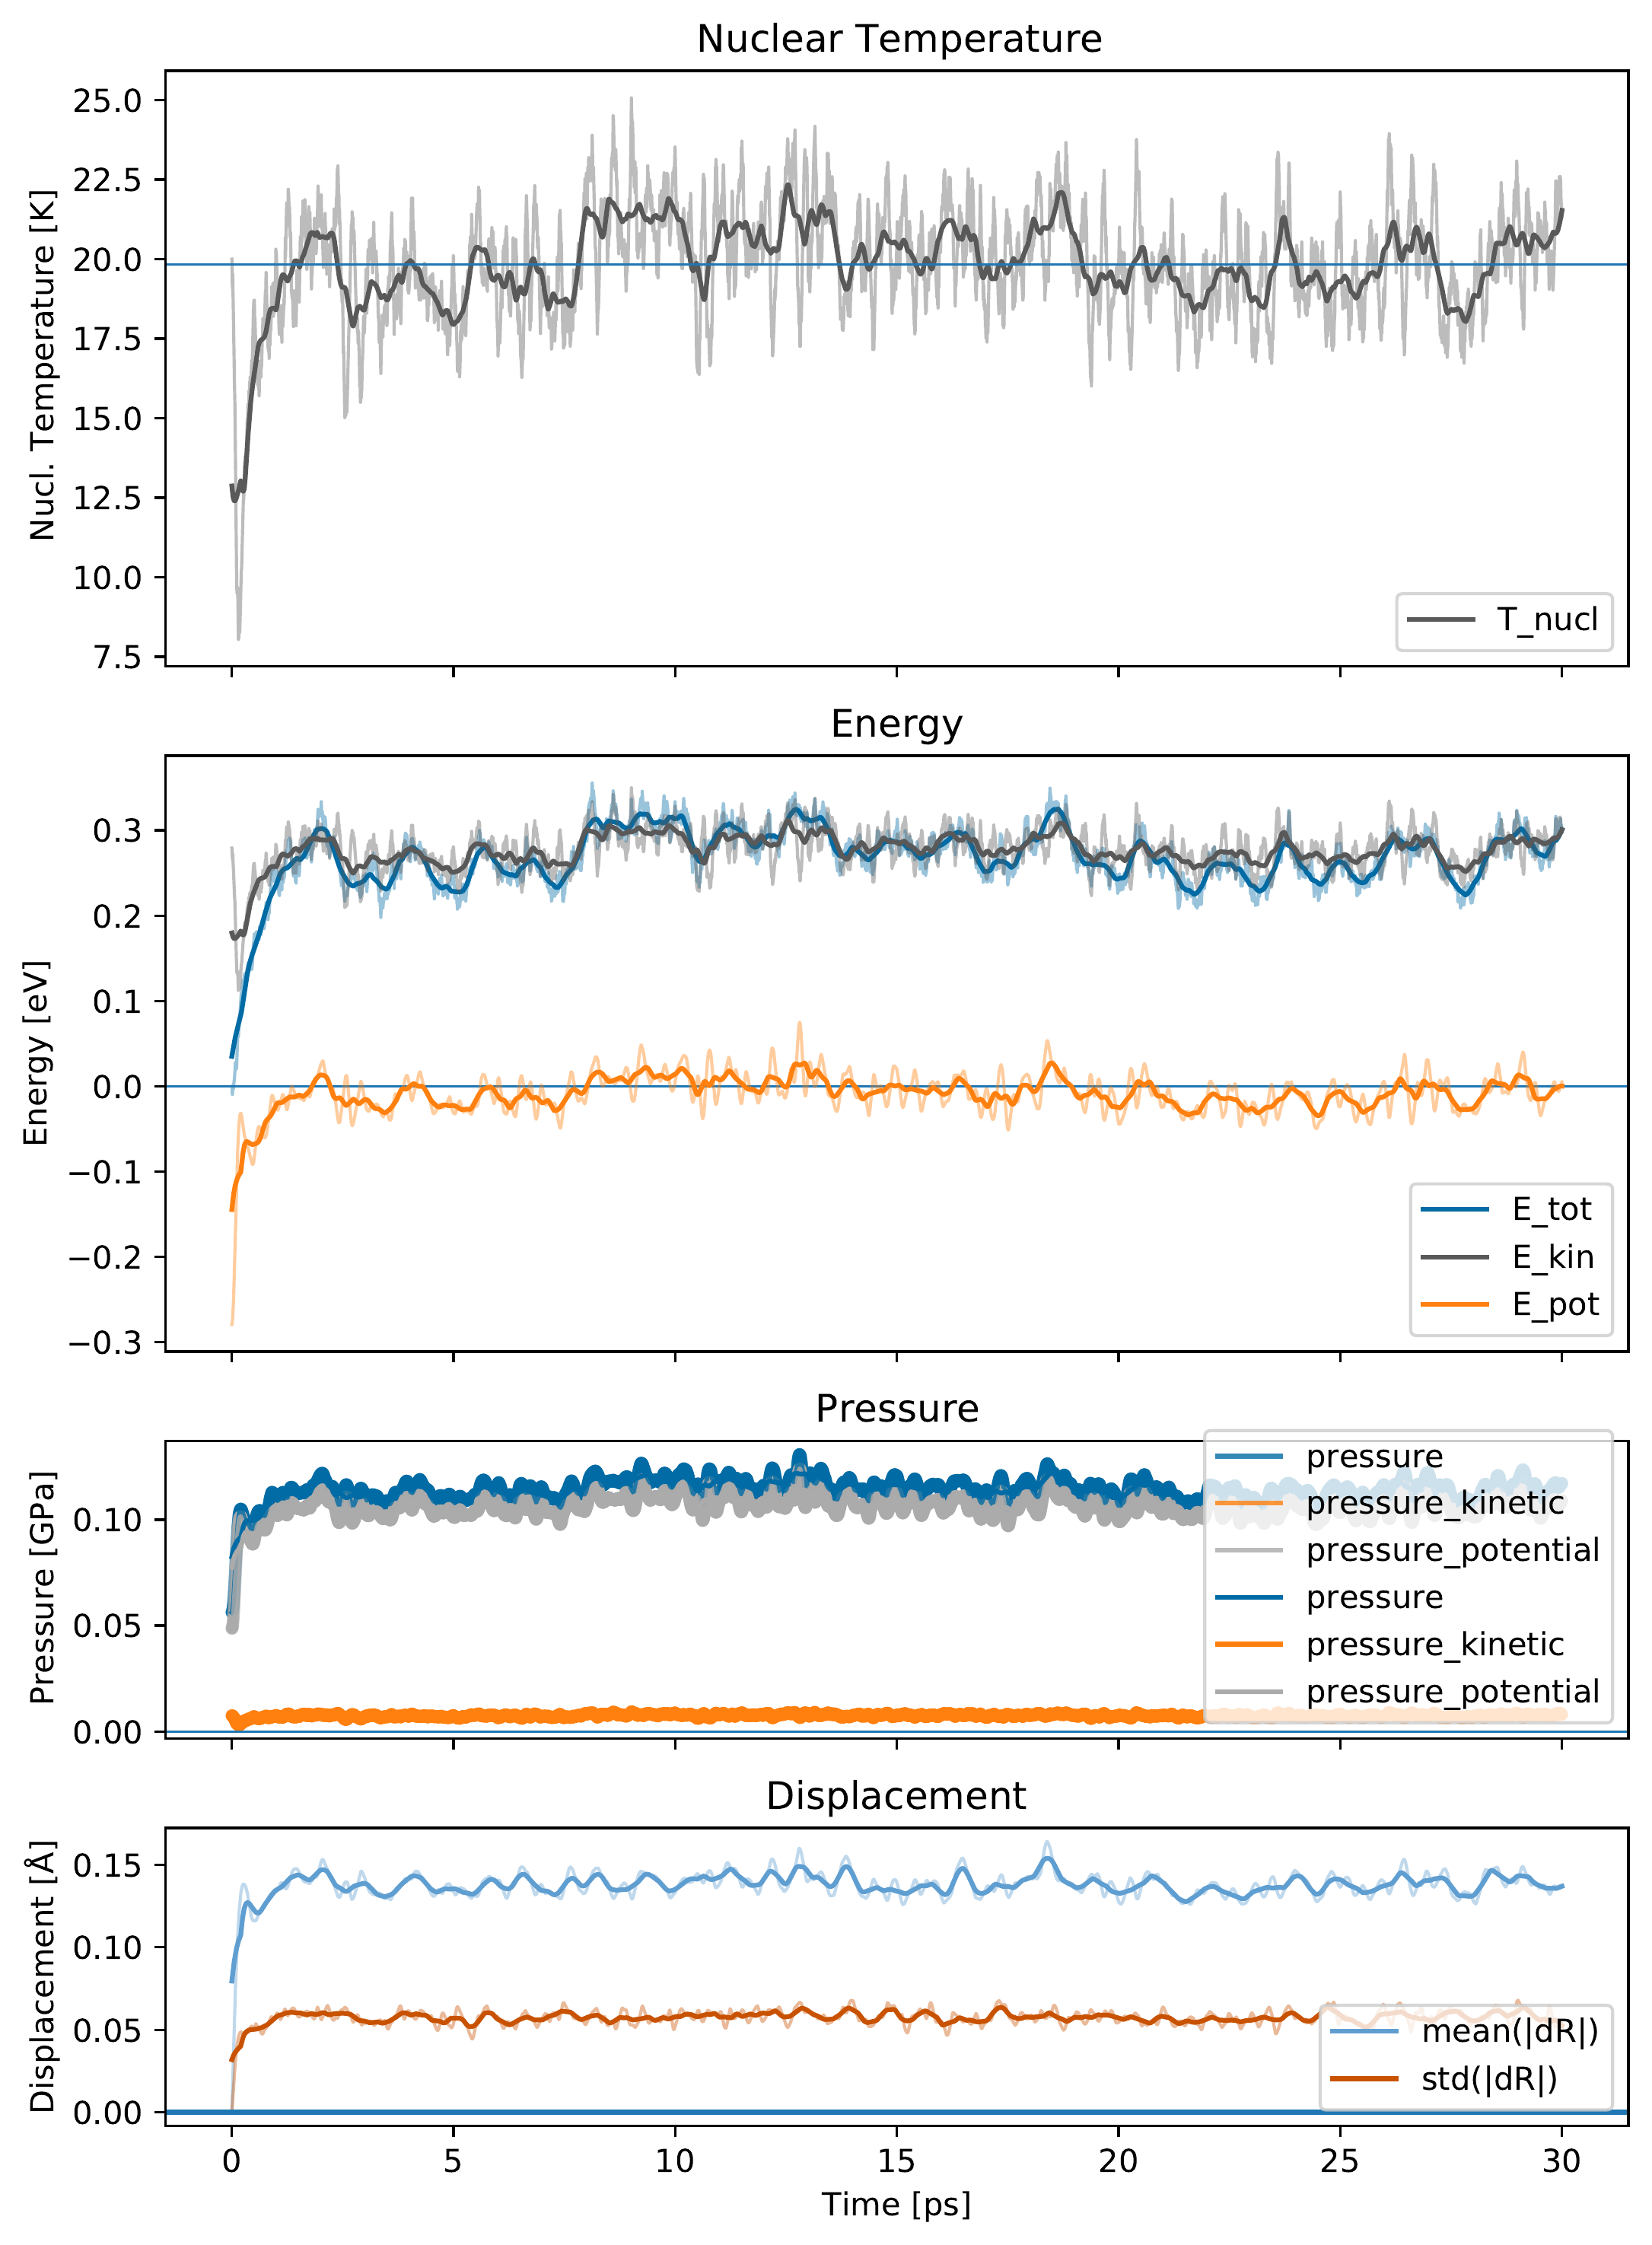 Nuclear Temperature
Nucl. Temperature [K]
25.0
22.5
20.0
17.5
15.0
12.5
10.0
7.5
T_nucl
Energy
Energy [eV]
0.3
0.2
0.1
0.0
−0.1
−0.2
−0.3
E_tot
E_kin
E_pot
Pressure
Pressure [GPa]
0.10
0.05
0.00
pressure
pressure_kinetic
pressure_potential
pressure
pressure_kinetic
pressure_potential
Displacement
Displacement [Å]
0.15
0.10
0.05
0.00
mean(|dR|)
std(|dR|)
0 5 10 15 20 25 30
Time [ps]